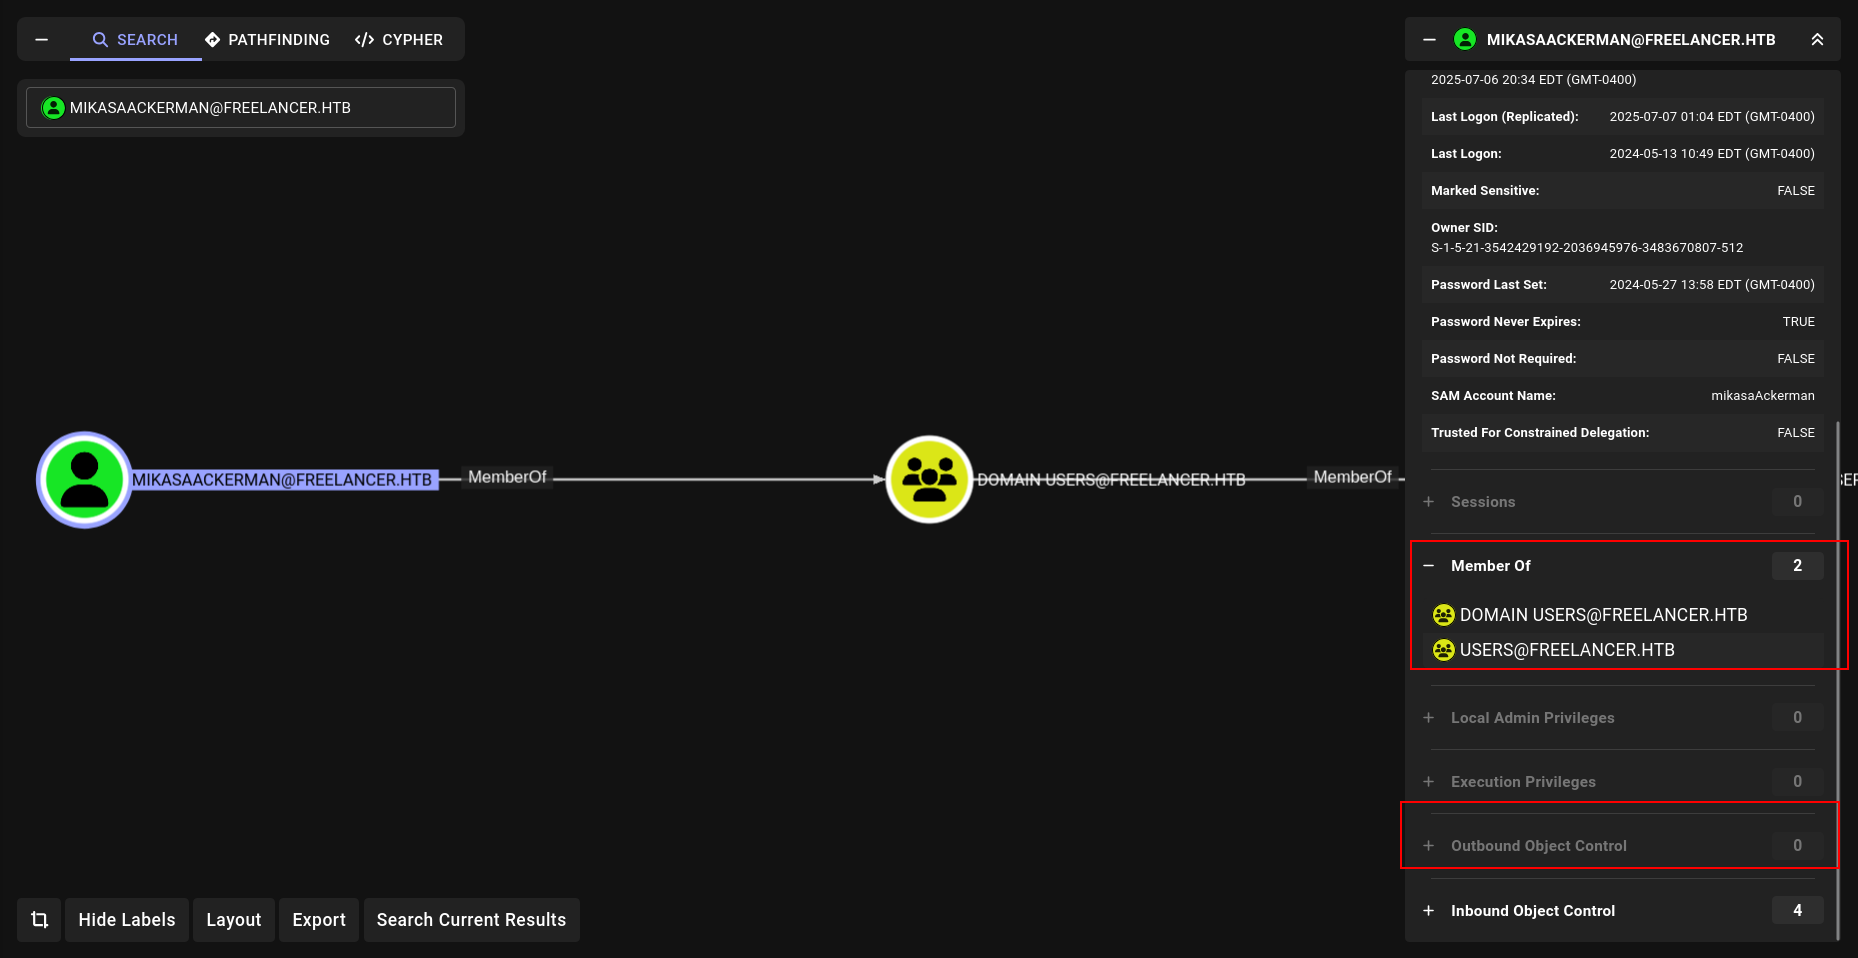 SEARCH PATHFINDING CYPHER
MIKASAACKERMAN@FREELANCER.HTB
MIKASAACKERMAN@FREELANCER.HTB MemberOf DOMAIN USERS@FREELANCER.HTB MemberOf
Hide Labels Layout Export Search Current Results
MIKASAACKERMAN@FREELANCER.HTB
2025-07-06 20:34 EDT (GMT-0400)
Last Logon (Replicated): 2025-07-07 01:04 EDT (GMT-0400)
Last Logon: 2024-05-13 10:49 EDT (GMT-0400)
Marked Sensitive: FALSE
Owner SID:
S-1-5-21-3542429192-2036945976-3483670807-512
Password Last Set: 2024-05-27 13:58 EDT (GMT-0400)
Password Never Expires: TRUE
Password Not Required: FALSE
SAM Account Name: mikasaAckerman
Trusted For Constrained Delegation: FALSE
Sessions 0
Member Of 2
DOMAIN USERS@FREELANCER.HTB
USERS@FREELANCER.HTB
Local Admin Privileges 0
Execution Privileges 0
Outbound Object Control 0
Inbound Object Control 4